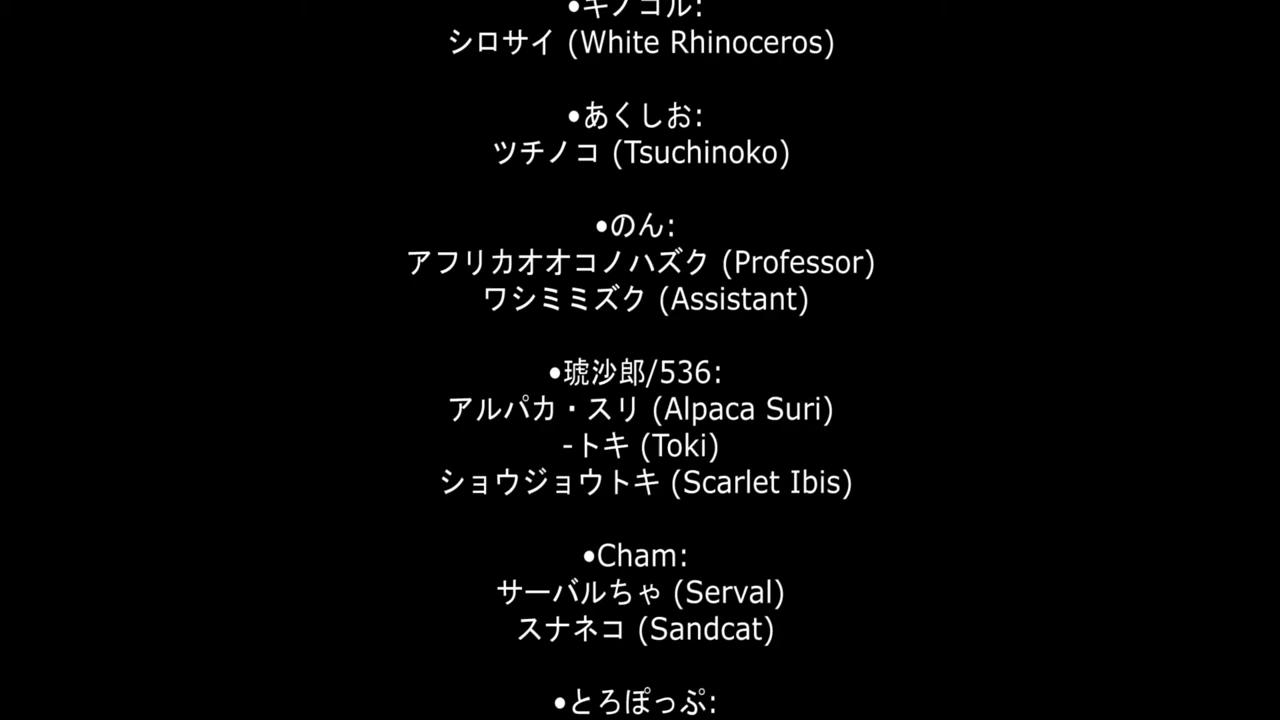 •キノコル:
シロサイ (White Rhinoceros)
•あくしお:
ツチノコ (Tsuchinoko)
•のん:
アフリカオオコノハズク (Professor)
ワシミミズク (Assistant)
•琥沙郎/536:
アルパカ・スリ (Alpaca Suri)
-トキ (Toki)
ショウジョウトキ (Scarlet Ibis)
•Cham:
サーバルちゃ (Serval)
スナネコ (Sandcat)
•とろぽっぷ: